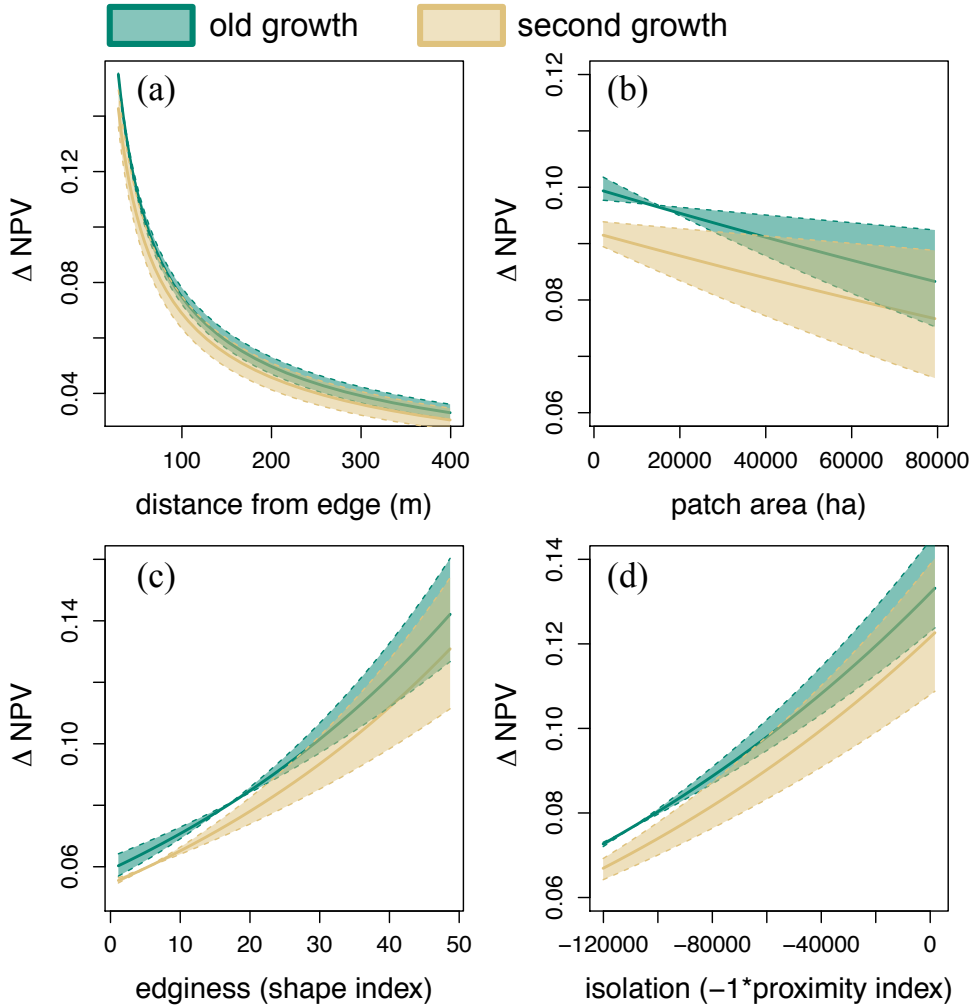 old growth
second growth
(a)
Δ NPV
0.04
0.08
0.12
100
200
300
400
distance from edge (m)
(b)
Δ NPV
0.06
0.08
0.10
0.12
0
20000
40000
60000
80000
patch area (ha)
(c)
Δ NPV
0.06
0.10
0.14
0
10
20
30
40
50
edginess (shape index)
(d)
Δ NPV
0.06
0.08
0.10
0.12
0.14
−120000
−80000
−40000
0
isolation (−1*proximity index)